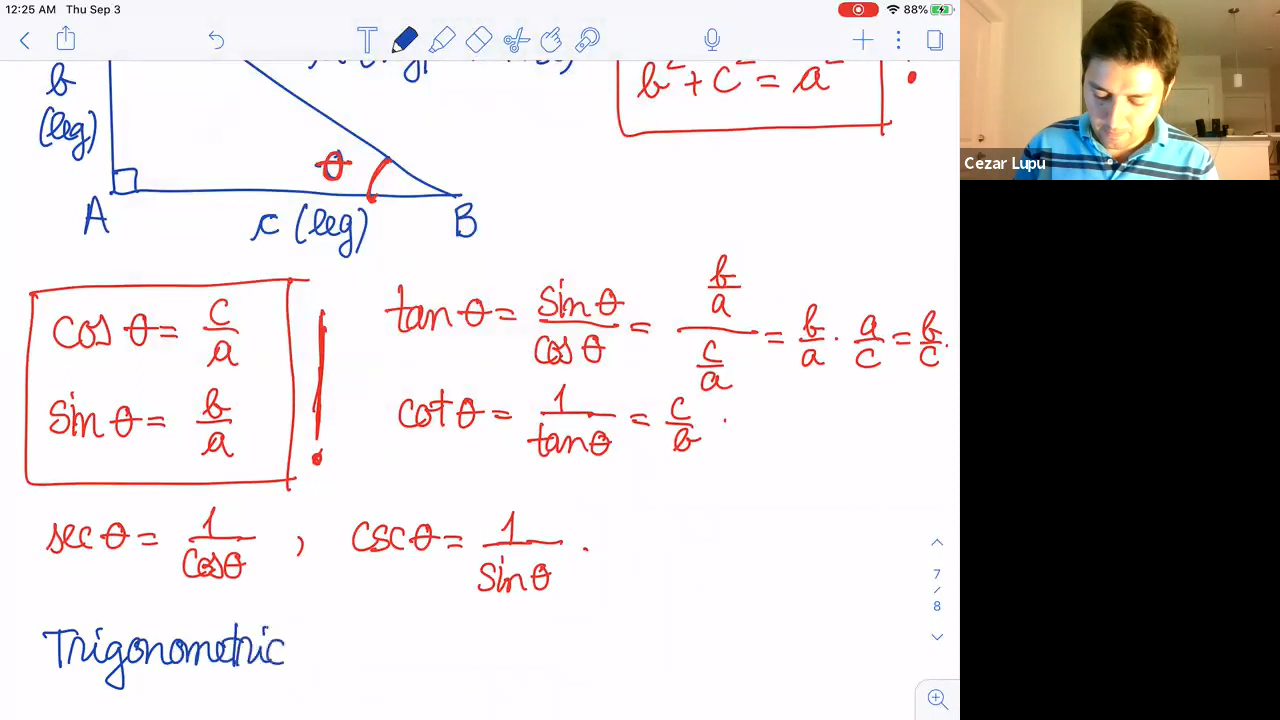 12:25 AM Thu Sep 3
88%
b
(leg)
b² + c² = a²
!
θ
A
c (leg)
B
cos θ = c/a
sin θ = b/a
!
tan θ = sin θ / cos θ = (b/a)/(c/a) = b/a · a/c = b/c.
cot θ = 1/tan θ = c/b.
sec θ = 1/cos θ , csc θ = 1/sin θ.
Trigonometric
7
/
8
Cezar Lupu